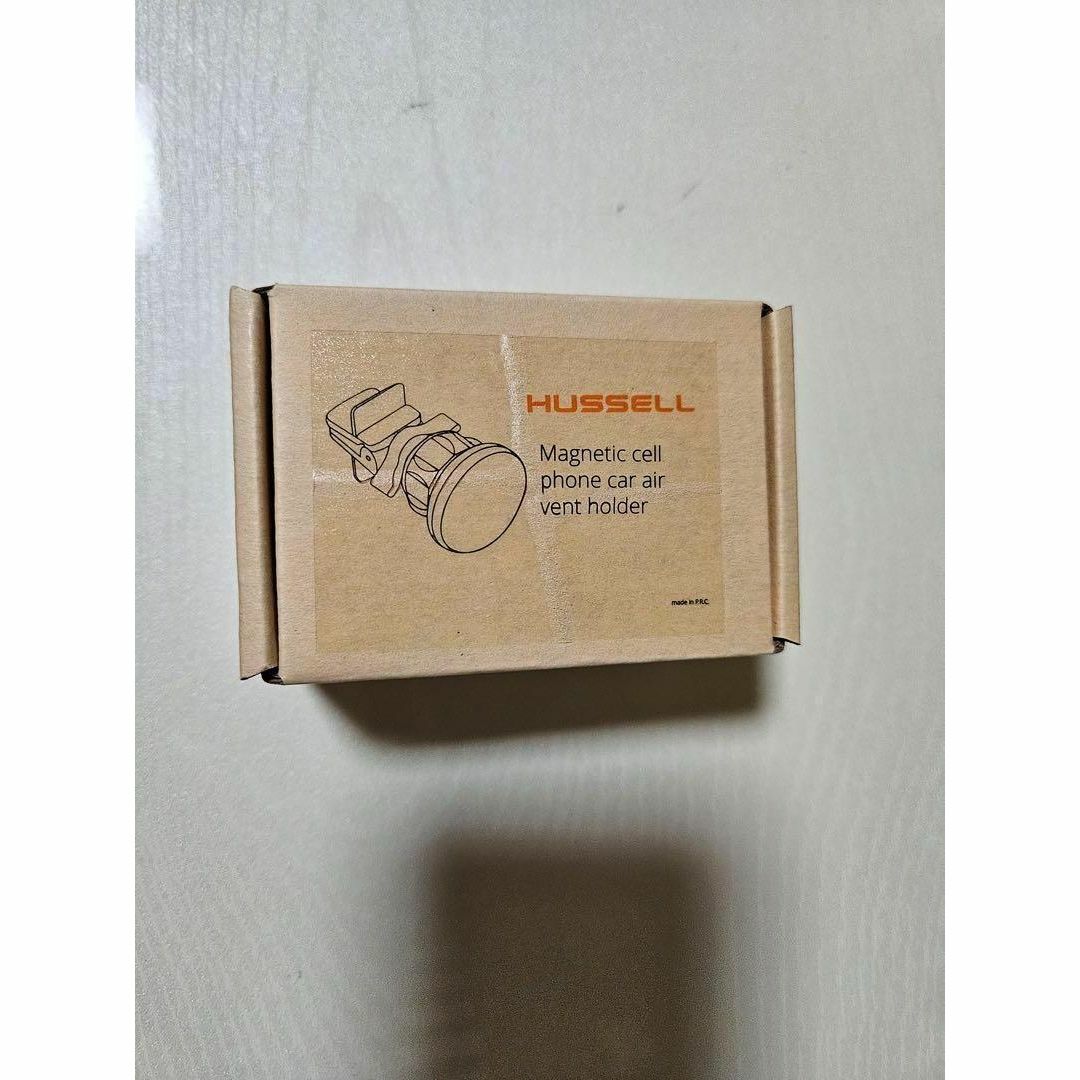 HUSSELL
Magnetic cell
phone car air
vent holder
made in P.R.C.